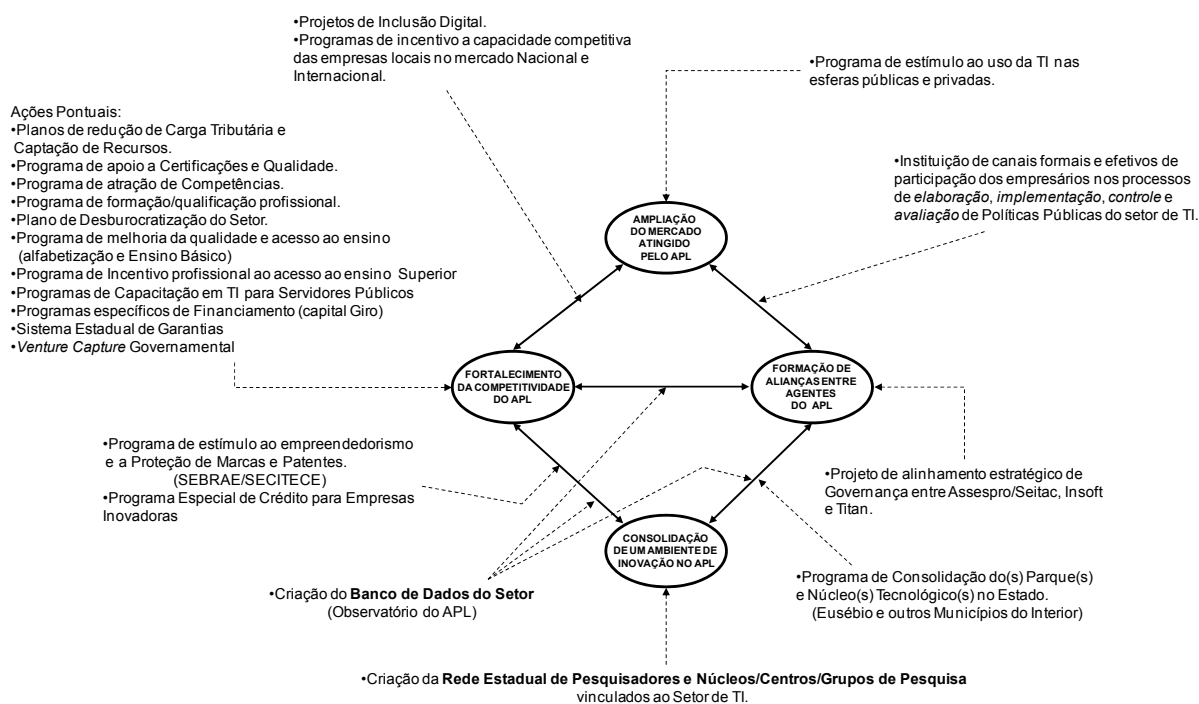 •Projetos de Inclusão Digital.
•Programas de incentivo a capacidade competitiva
das empresas locais no mercado Nacional e
Internacional.
•Programa de estímulo ao uso da TI nas
esferas públicas e privadas.
Ações Pontuais:
•Planos de redução de Carga Tributária e
Captação de Recursos.
•Programa de apoio a Certificações e Qualidade.
•Programa de atração de Competências.
•Programa de formação/qualificação profissional.
•Plano de Desburocratização do Setor.
•Programa de melhoria da qualidade e acesso ao ensino
(alfabetização e Ensino Básico)
•Programa de Incentivo profissional ao acesso ao ensino Superior
•Programas de Capacitação em TI para Servidores Públicos
•Programas específicos de Financiamento (capital Giro)
•Sistema Estadual de Garantias
•Venture Capture Governamental
•Instituição de canais formais e efetivos de
participação dos empresários nos processos
de elaboração, implementação, controle e
avaliação de Políticas Públicas do setor de TI.
AMPLIAÇÃO
DO MERCADO
ATINGIDO
PELO APL
FORTALECIMENTO
DA COMPETITIVIDADE
DO APL
FORMAÇÃO DE
ALIANÇAS ENTRE
AGENTES
DO APL
•Programa de estímulo ao empreendedorismo
e a Proteção de Marcas e Patentes.
(SEBRAE/SECITECE)
•Programa Especial de Crédito para Empresas
Inovadoras
•Projeto de alinhamento estratégico de
Governança entre Assespro/Seitac, Insoft
e Titan.
CONSOLIDAÇÃO
DE UM AMBIENTE DE
INOVAÇÃO NO APL
•Criação do Banco de Dados do Setor
(Observatório do APL)
•Programa de Consolidação do(s) Parque(s)
e Núcleo(s) Tecnológico(s) no Estado.
(Eusébio e outros Municípios do Interior)
•Criação da Rede Estadual de Pesquisadores e Núcleos/Centros/Grupos de Pesquisa
vinculados ao Setor de TI.